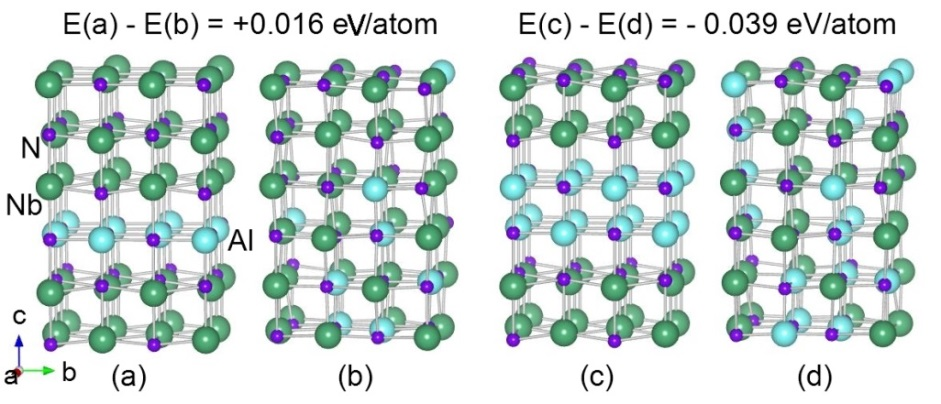 E(a) - E(b) = +0.016 eV/atom
E(c) - E(d) = - 0.039 eV/atom
N
Nb
Al
c
a
b
(a)
(b)
(c)
(d)